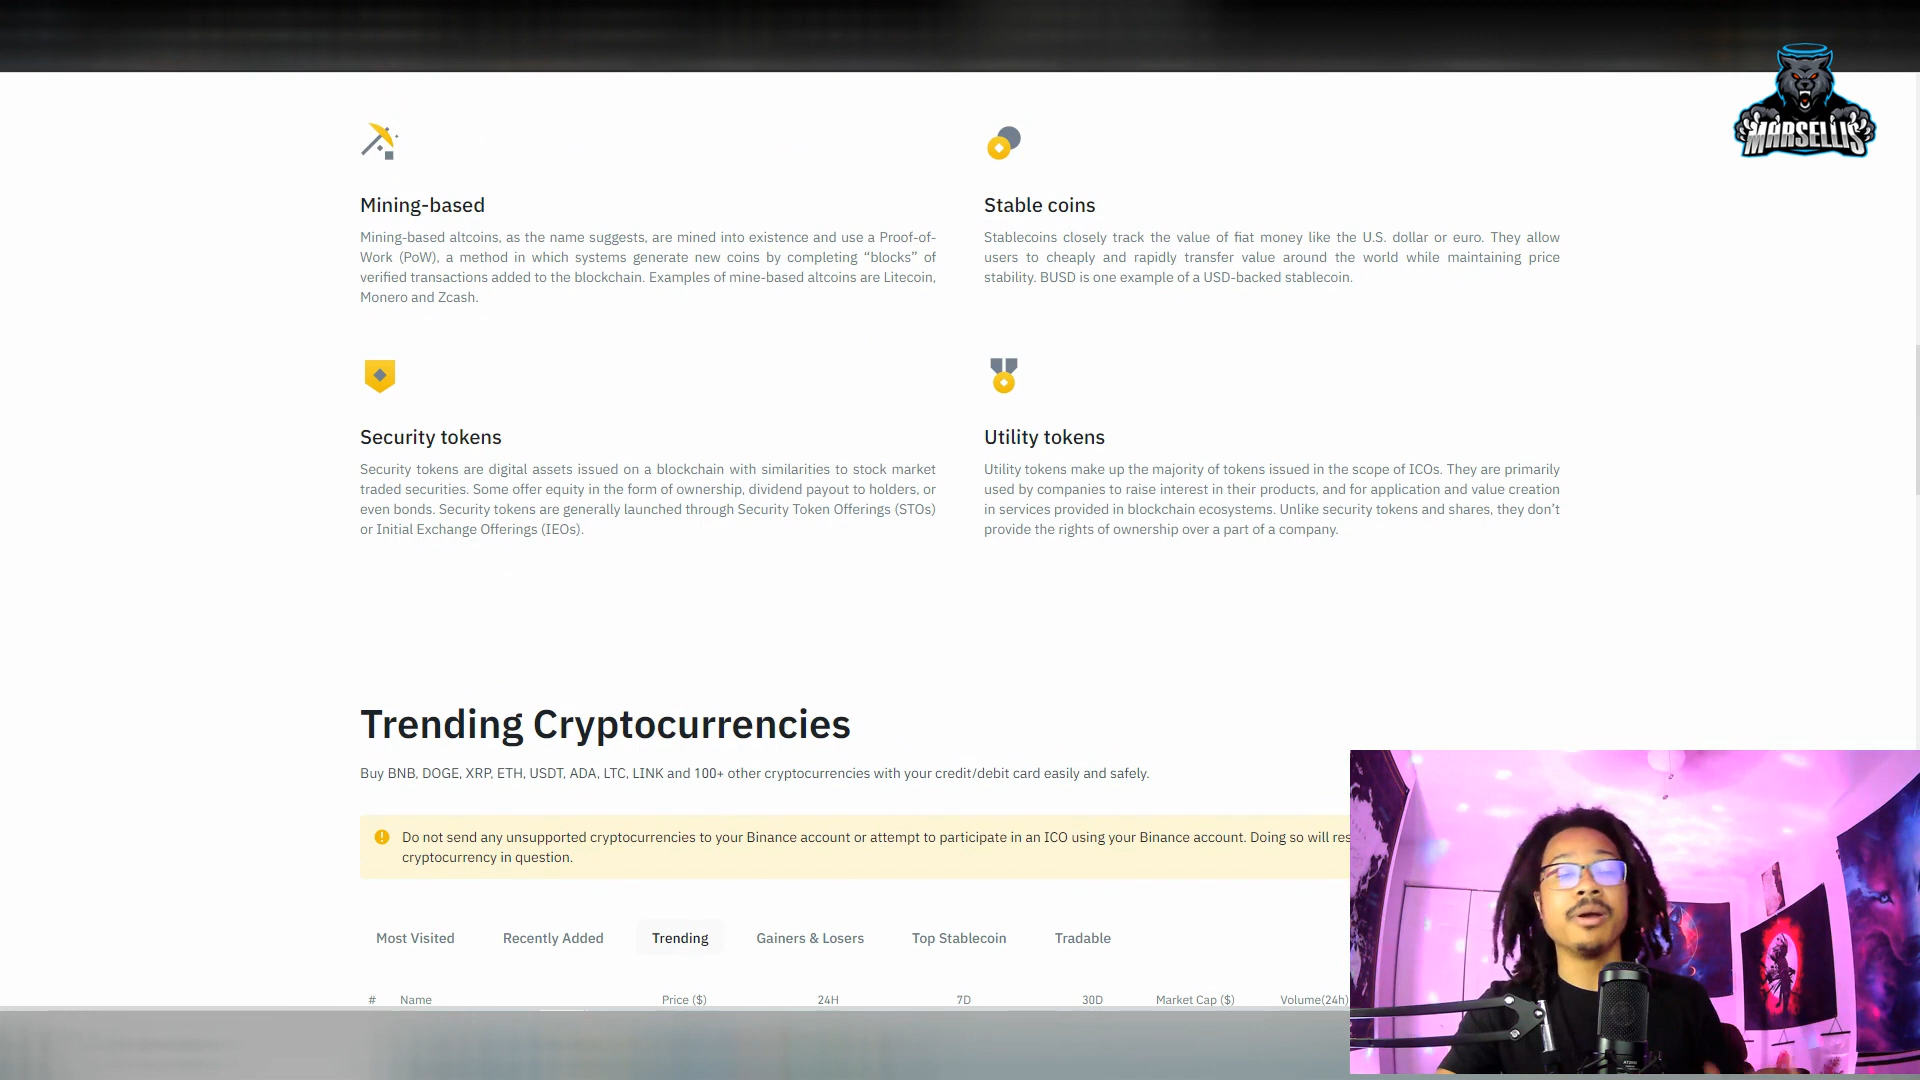 MARSELLIS
Mining-based
Mining-based altcoins, as the name suggests, are mined into existence and use a Proof-of-
Work (PoW), a method in which systems generate new coins by completing “blocks” of
verified transactions added to the blockchain. Examples of mine-based altcoins are Litecoin,
Monero and Zcash.
Stable coins
Stablecoins closely track the value of fiat money like the U.S. dollar or euro. They allow
users to cheaply and rapidly transfer value around the world while maintaining price
stability. BUSD is one example of a USD-backed stablecoin.
Security tokens
Security tokens are digital assets issued on a blockchain with similarities to stock market
traded securities. Some offer equity in the form of ownership, dividend payout to holders, or
even bonds. Security tokens are generally launched through Security Token Offerings (STOs)
or Initial Exchange Offerings (IEOs).
Utility tokens
Utility tokens make up the majority of tokens issued in the scope of ICOs. They are primarily
used by companies to raise interest in their products, and for application and value creation
in services provided in blockchain ecosystems. Unlike security tokens and shares, they don’t
provide the rights of ownership over a part of a company.
Trending Cryptocurrencies
Buy BNB, DOGE, XRP, ETH, USDT, ADA, LTC, LINK and 100+ other cryptocurrencies with your credit/debit card easily and safely.
Do not send any unsupported cryptocurrencies to your Binance account or attempt to participate in an ICO using your Binance account. Doing so will
cryptocurrency in question.
Most Visited Recently Added Trending Gainers & Losers Top Stablecoin Tradable
# Name Price ($) 24H 7D 30D Market Cap ($) Volume(24h)